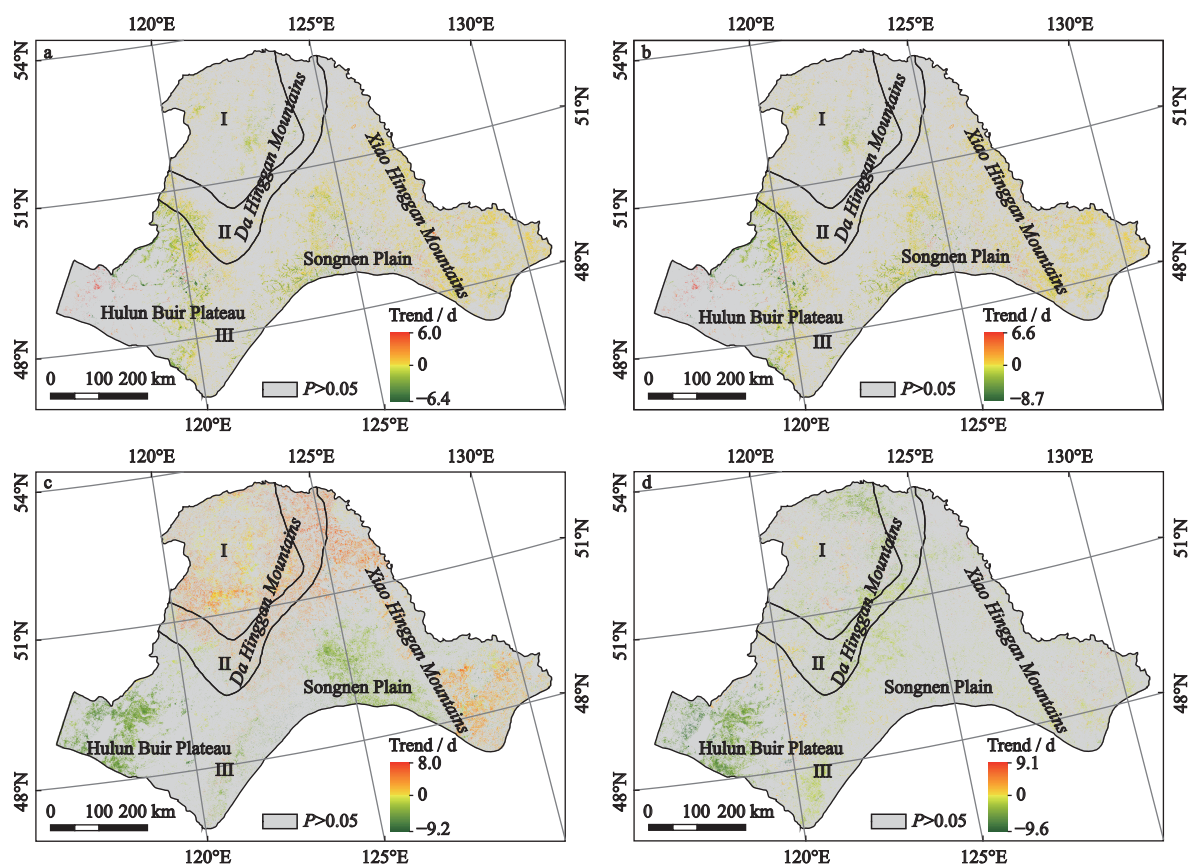 120°E 125°E 130°E
120°E 125°E 130°E
a
b
54°N
54°N
51°N
51°N
51°N
51°N
48°N
48°N
48°N
48°N
I
I
II
II
III
III
Da Hinggan Mountains
Da Hinggan Mountains
Xiao Hinggan Mountains
Xiao Hinggan Mountains
Songnen Plain
Songnen Plain
Hulun Buir Plateau
Hulun Buir Plateau
Trend / d
6.0
0
−6.4
Trend / d
6.6
0
−8.7
0 100 200 km
P>0.05
0 100 200 km
P>0.05
120°E 125°E
120°E 125°E
120°E 125°E 130°E
120°E 125°E 130°E
c
d
54°N
54°N
51°N
51°N
51°N
51°N
48°N
48°N
48°N
48°N
I
I
II
II
III
III
Da Hinggan Mountains
Da Hinggan Mountains
Xiao Hinggan Mountains
Xiao Hinggan Mountains
Songnen Plain
Songnen Plain
Hulun Buir Plateau
Hulun Buir Plateau
Trend / d
8.0
0
−9.2
Trend / d
9.1
0
−9.6
0 100 200 km
P>0.05
0 100 200 km
P>0.05
120°E 125°E
120°E 125°E